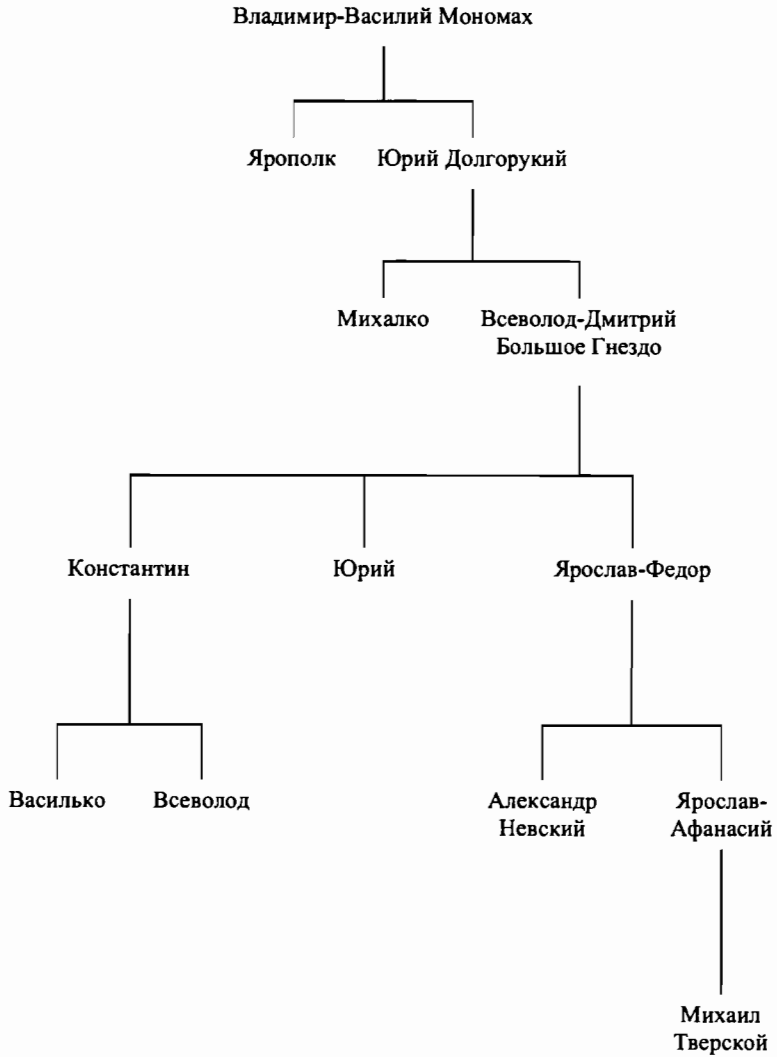 Владимир-Василий Мономах
Ярополк
Юрий Долгорукий
Михалко
Всеволод-Дмитрий
Большое Гнездо
Константин
Юрий
Ярослав-Федор
Василько
Всеволод
Александр
Невский
Ярослав-
Афанасий
Михаил
Тверской